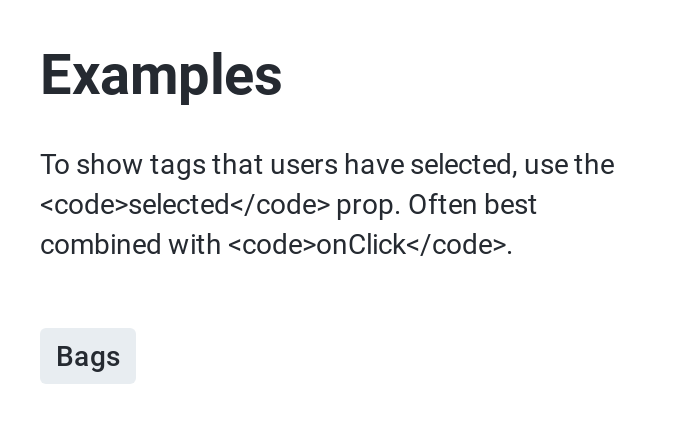 Examples
To show tags that users have selected, use the
<code>selected</code> prop. Often best
combined with <code>onClick</code>.
Bags